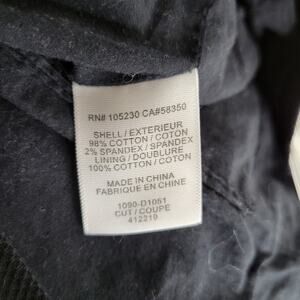 RN# 105230 CA#58350
SHELL / EXTERIEUR
98% COTTON / COTON
2% SPANDEX / SPANDEX
LINING / DOUBLURE
100% COTTON / COTON
MADE IN CHINA
FABRIQUE EN CHINE
1090-D1051
CUT / COUPE
412219